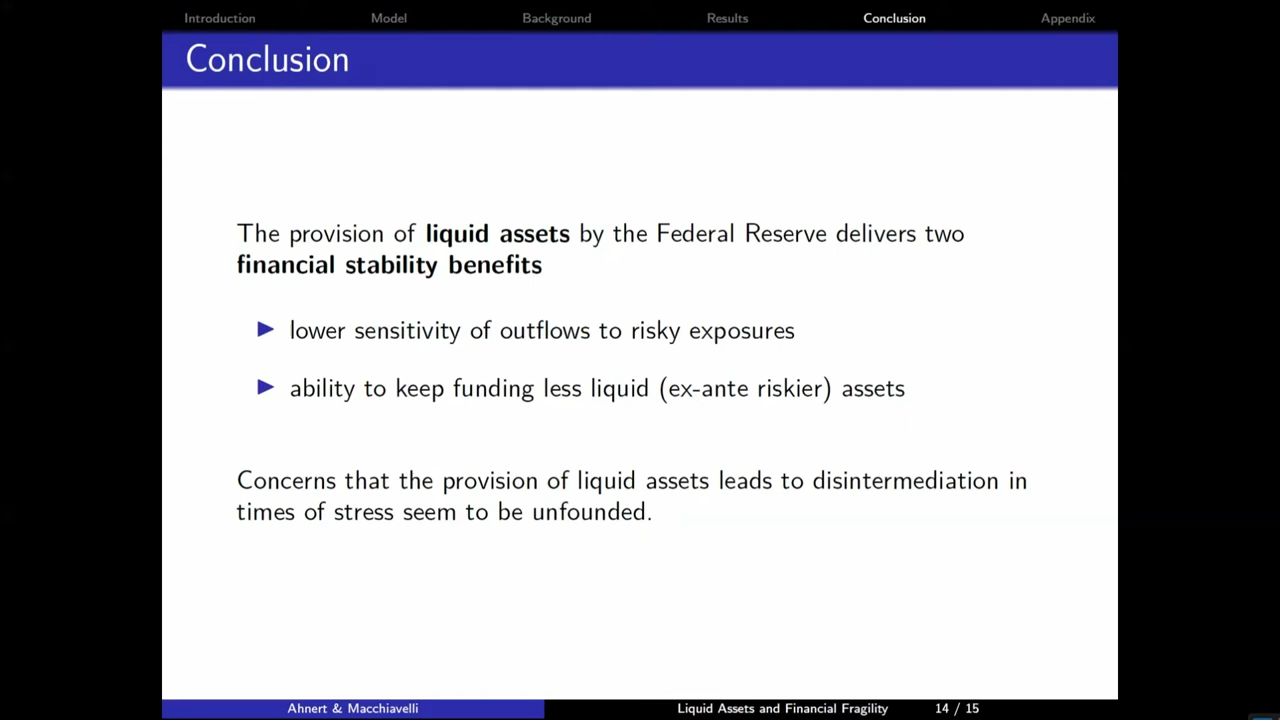 Introduction Model Background Results Conclusion Appendix
Conclusion
The provision of liquid assets by the Federal Reserve delivers two
financial stability benefits
lower sensitivity of outflows to risky exposures
ability to keep funding less liquid (ex-ante riskier) assets
Concerns that the provision of liquid assets leads to disintermediation in
times of stress seem to be unfounded.
Ahnert & Macchiavelli Liquid Assets and Financial Fragility 14 / 15